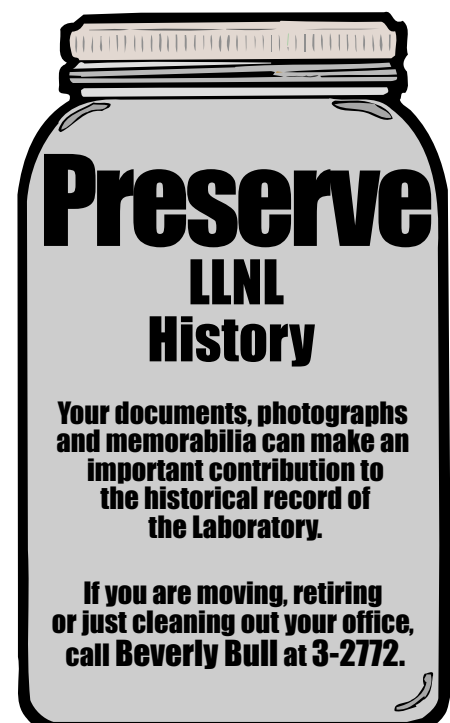 Preserve
LLNL
History
Your documents, photographs
and memorabilia can make an
important contribution to
the historical record of
the Laboratory.
If you are moving, retiring
or just cleaning out your office,
call Beverly Bull at 3-2772.